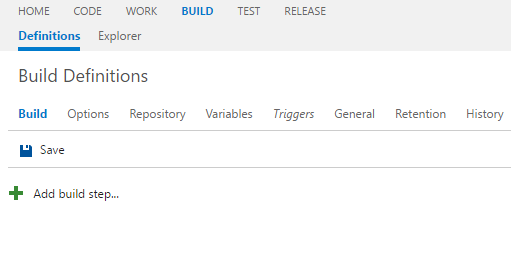 HOME CODE WORK BUILD TEST RELEASE
Definitions Explorer
Build Definitions
Build Options Repository Variables Triggers General Retention History
Save
Add build step...